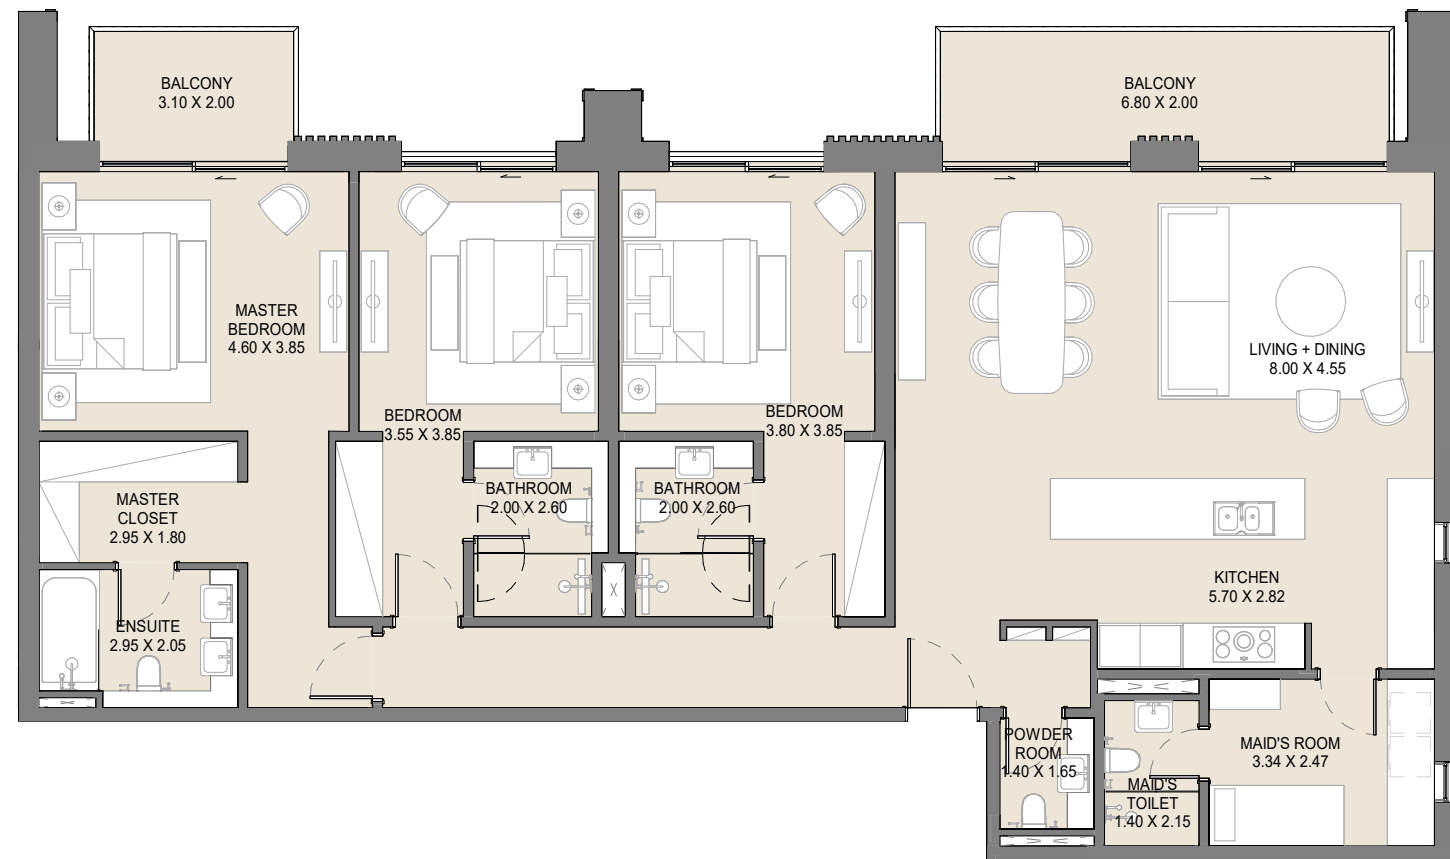 BALCONY
3.10 X 2.00
BALCONY
6.80 X 2.00
MASTER
BEDROOM
4.60 X 3.85
BEDROOM
3.55 X 3.85
BEDROOM
3.80 X 3.85
LIVING + DINING
8.00 X 4.55
MASTER
CLOSET
2.95 X 1.80
BATHROOM
2.00 X 2.60
BATHROOM
2.00 X 2.60
KITCHEN
5.70 X 2.82
ENSUITE
2.95 X 2.05
POWDER
ROOM
1.40 X 1.65
MAID'S
TOILET
1.40 X 2.15
MAID'S ROOM
3.34 X 2.47